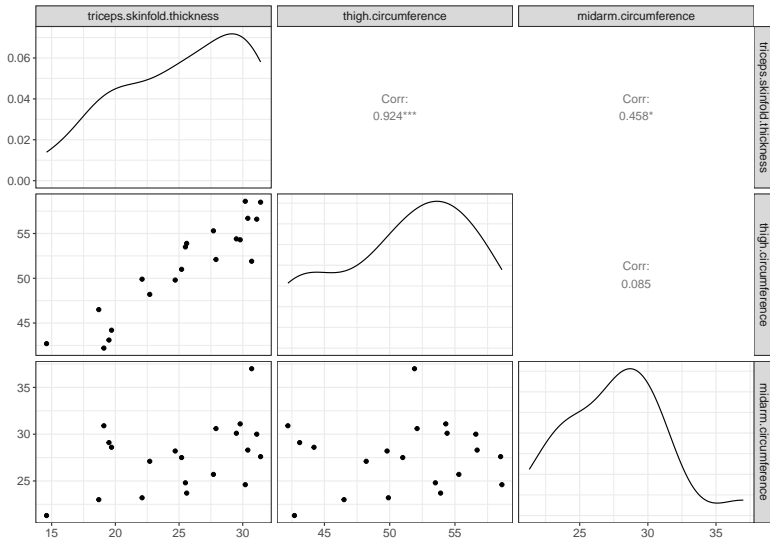 triceps.skinfold.thickness
thigh.circumference
midarm.circumference
0.06
0.04
0.02
0.00
Corr:
0.924***
Corr:
0.458*
triceps.skinfold.thickness
55
50
45
Corr:
0.085
thigh.circumference
35
30
25
midarm.circumference
15
20
25
30
45
50
55
25
30
35